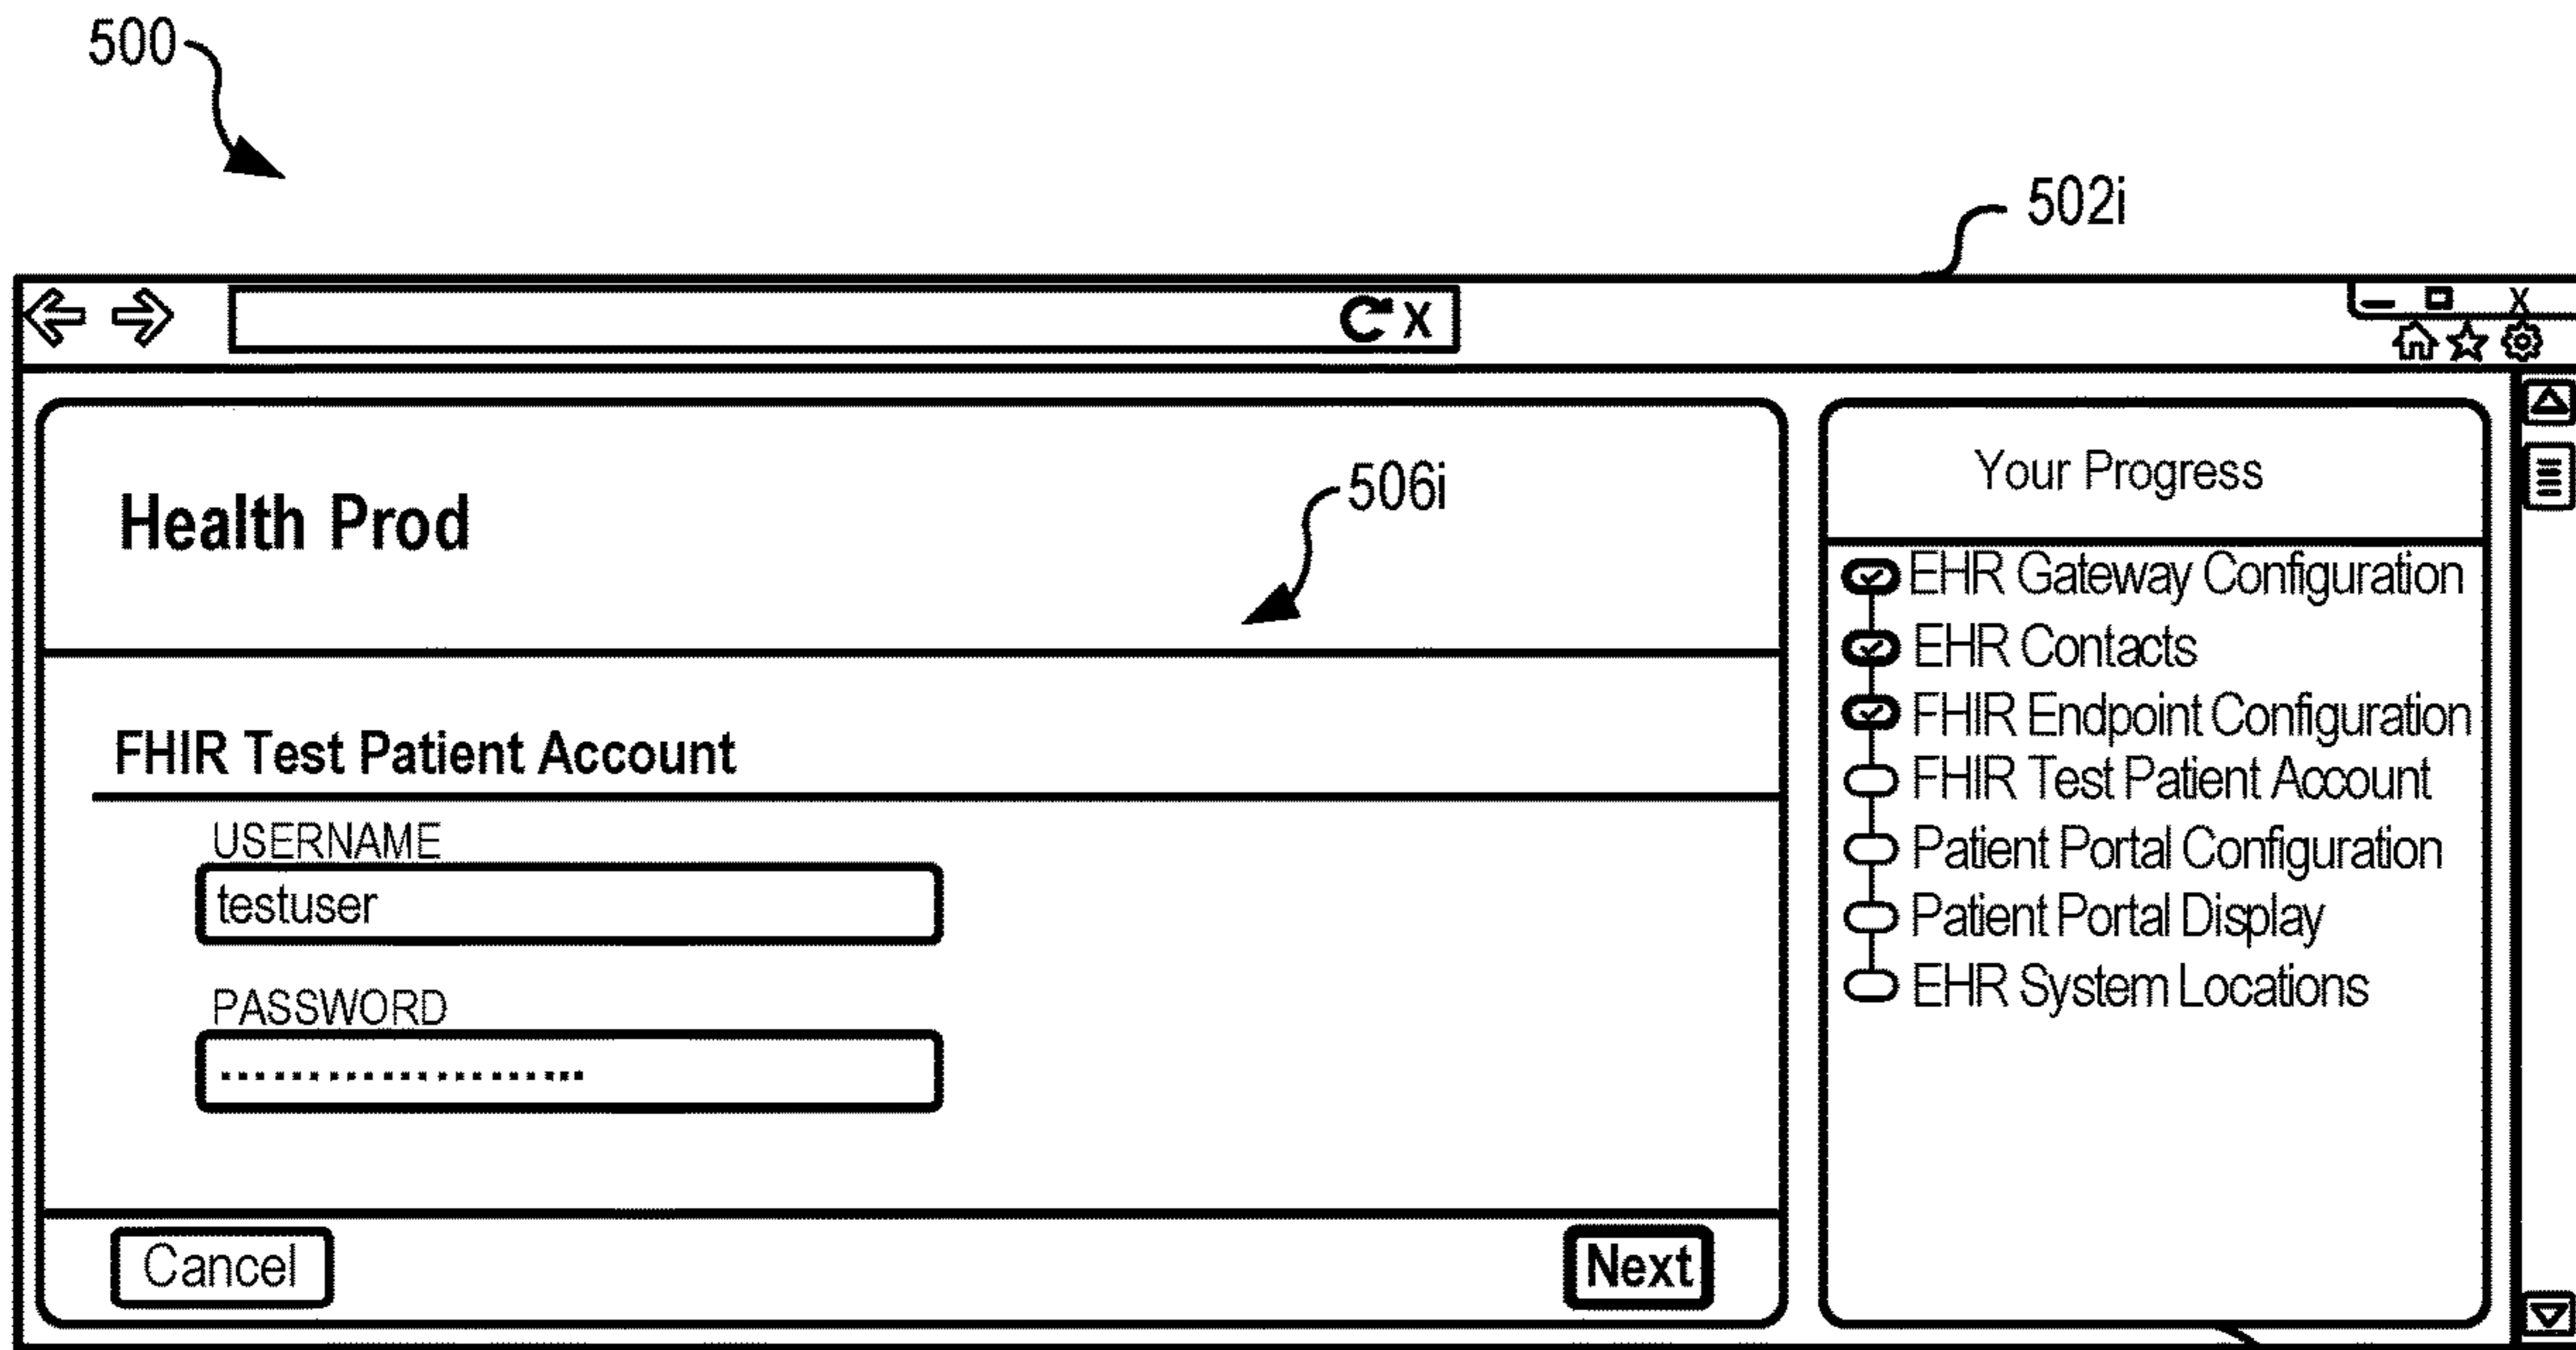 500
502i
X
X
Health Prod
506i
Your Progress
EHR Gateway Configuration
EHR Contacts
FHIR Endpoint Configuration
FHIR Test Patient Account
Patient Portal Configuration
Patient Portal Display
EHR System Locations
FHIR Test Patient Account
USERNAME
testuser
PASSWORD
Cancel
Next